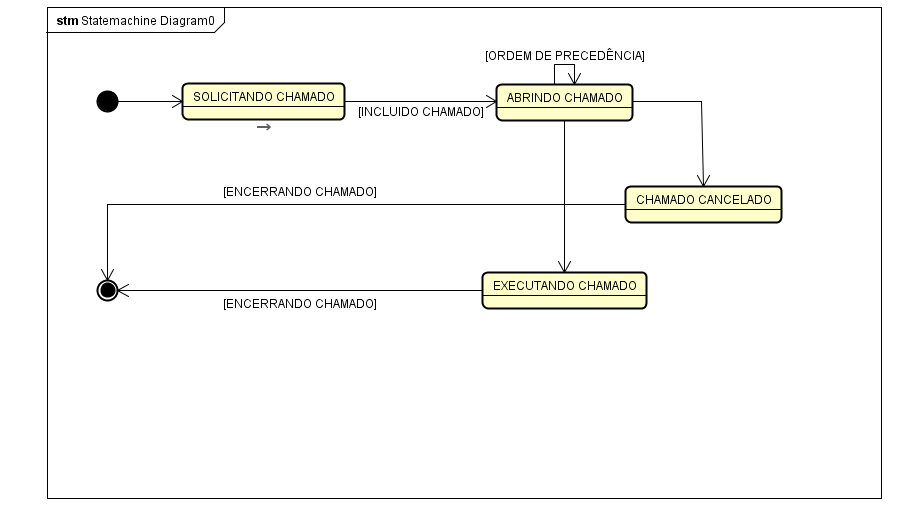 stm Statemachine Diagram0
[ORDEM DE PRECEDÊNCIA]
SOLICITANDO CHAMADO
ABRINDO CHAMADO
[INCLUIDO CHAMADO]
[ENCERRANDO CHAMADO]
CHAMADO CANCELADO
EXECUTANDO CHAMADO
[ENCERRANDO CHAMADO]